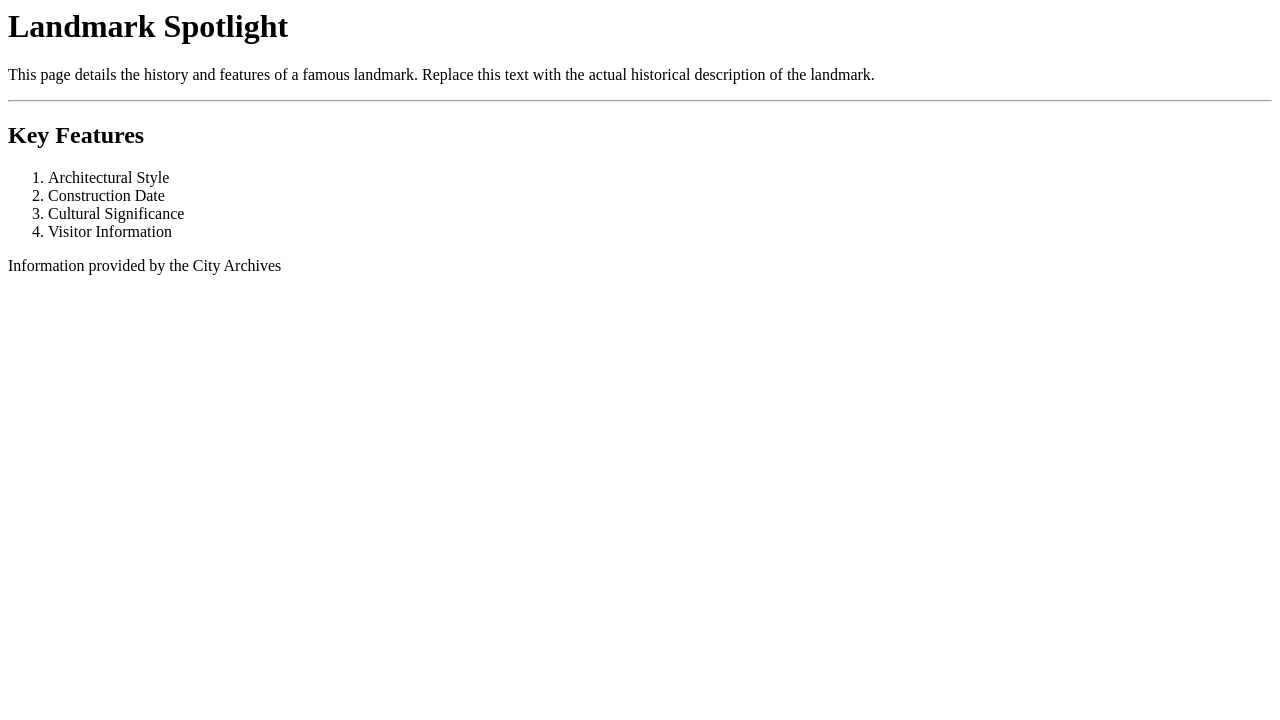 Landmark Spotlight
This page details the history and features of a famous landmark. Replace this text with the actual historical description of the landmark.
Key Features
1. Architectural Style
2. Construction Date
3. Cultural Significance
4. Visitor Information
Information provided by the City Archives